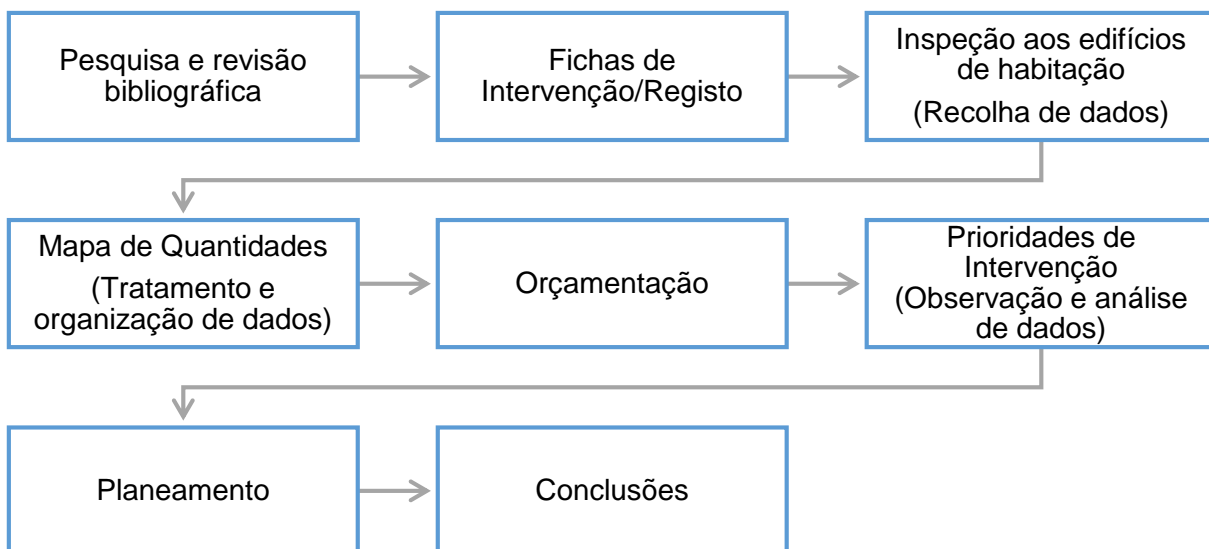 Pesquisa e revisão
bibliográfica
Fichas de
Intervenção/Registo
Inspeção aos edifícios
de habitação
(Recolha de dados)
Mapa de Quantidades
(Tratamento e
organização de dados)
Orçamentação
Prioridades de
Intervenção
(Observação e análise
de dados)
Planeamento
Conclusões